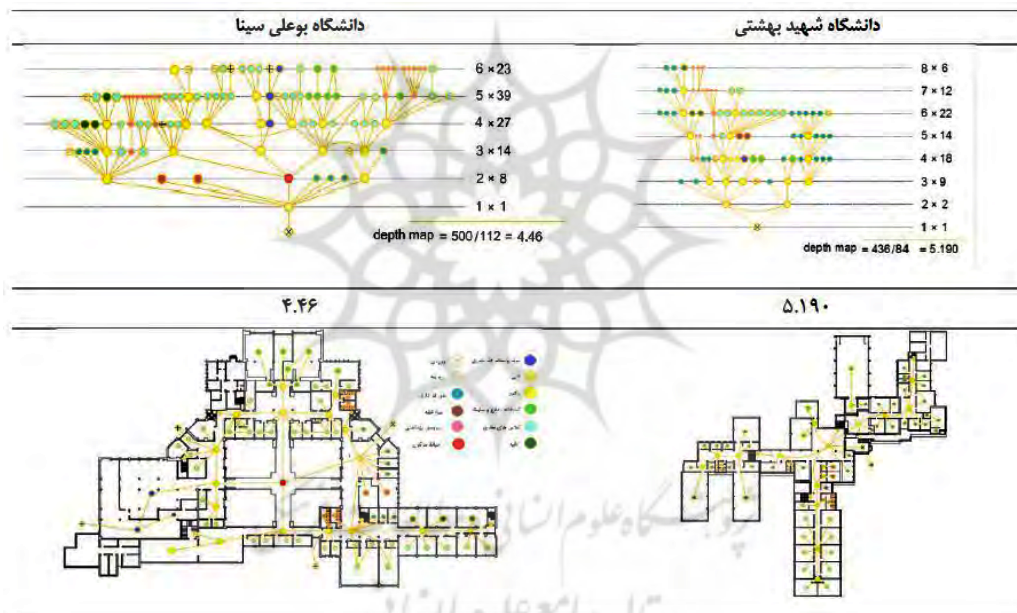 دانشگاه شهید بهشتی
دانشگاه بوعلی سینا
8 × 6
7 × 12
6 × 22
5 × 14
4 × 18
3 × 9
2 × 2
1 × 1
depth map = 436/84 = 5.190
6 × 23
5 × 39
4 × 27
3 × 14
2 × 8
1 × 1
depth map = 500/112 = 4.46
۵.۱۹۰
۴.۴۶